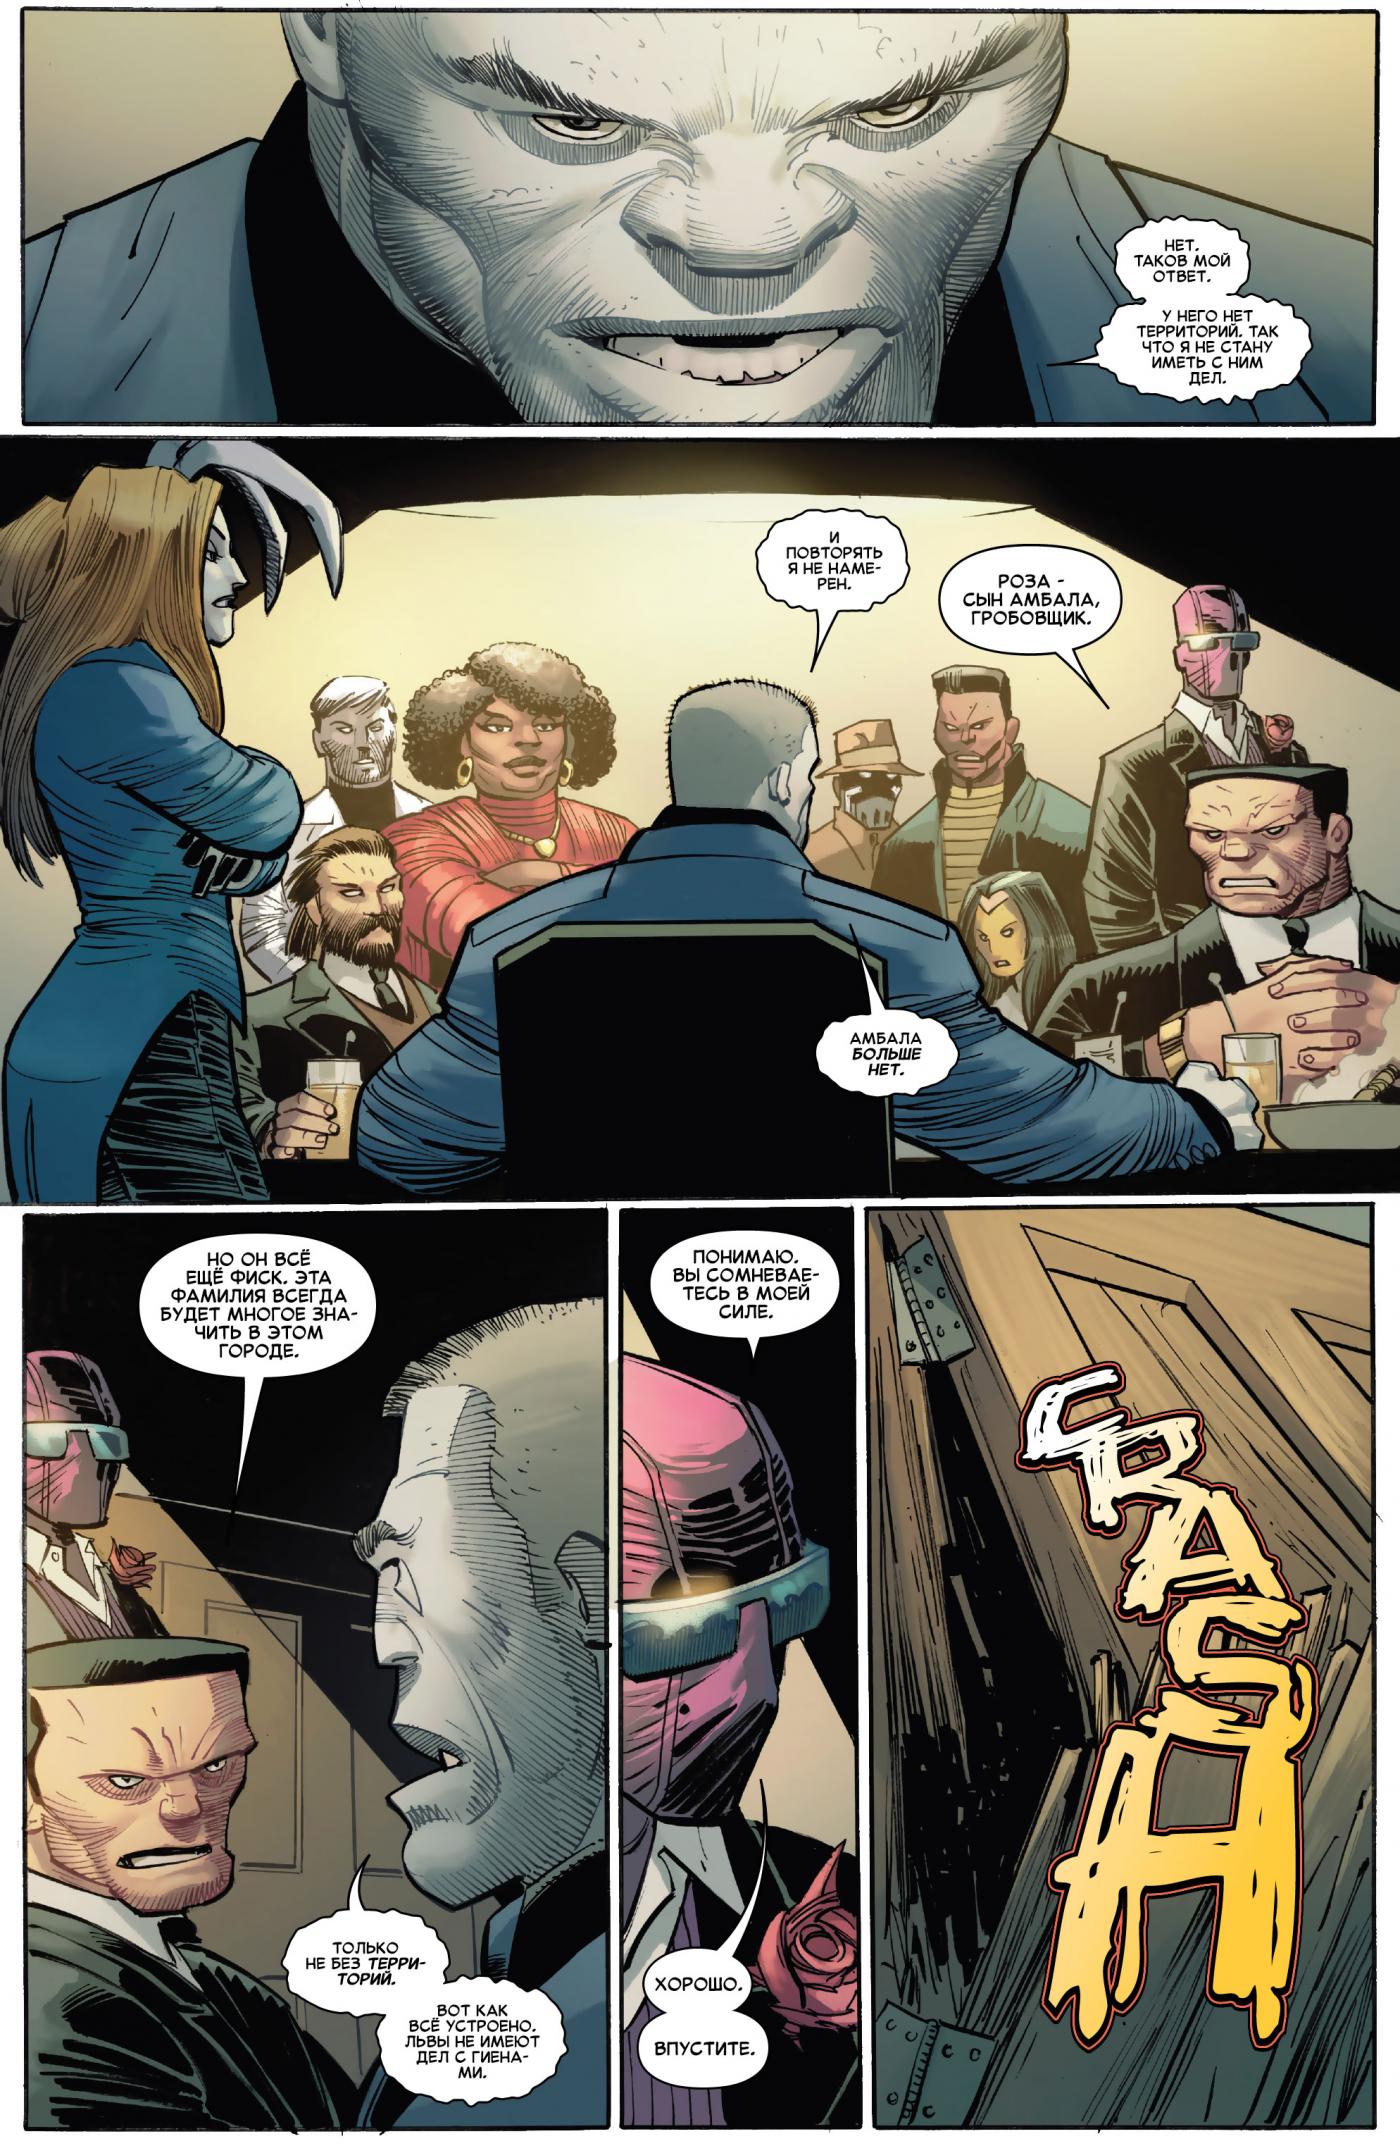 НЕТ.
ТАКОВ МОЙ
ОТВЕТ.
У НЕГО НЕТ
ТЕРРИТОРИЙ. ТАК
ЧТО Я НЕ СТАНУ
ИМЕТЬ С НИМ
ДЕЛ.
И
ПОВТОРЯТЬ
Я НЕ НАМЕ-
РЕН.
РОЗА -
СЫН АМБАЛА,
ГРОБОВЩИК.
АМБАЛА
БОЛЬШЕ
НЕТ.
НО ОН ВСЁ
ЕЩЁ ФИСК. ЭТА
ФАМИЛИЯ ВСЕГДА
БУДЕТ МНОГОЕ ЗНА-
ЧИТЬ В ЭТОМ
ГОРОДЕ.
ТОЛЬКО
НЕ БЕЗ ТЕРРИ-
ТОРИЙ.
ВОТ КАК
ВСЁ УСТРОЕНО.
ЛЬВЫ НЕ ИМЕЮТ
ДЕЛ С ГИЕНА-
МИ.
ПОНИМАЮ.
ВЫ СОМНЕВАЕ-
ТЕСЬ В МОЕЙ
СИЛЕ.
ХОРОШО.
ВПУСТИТЕ.
CRASH